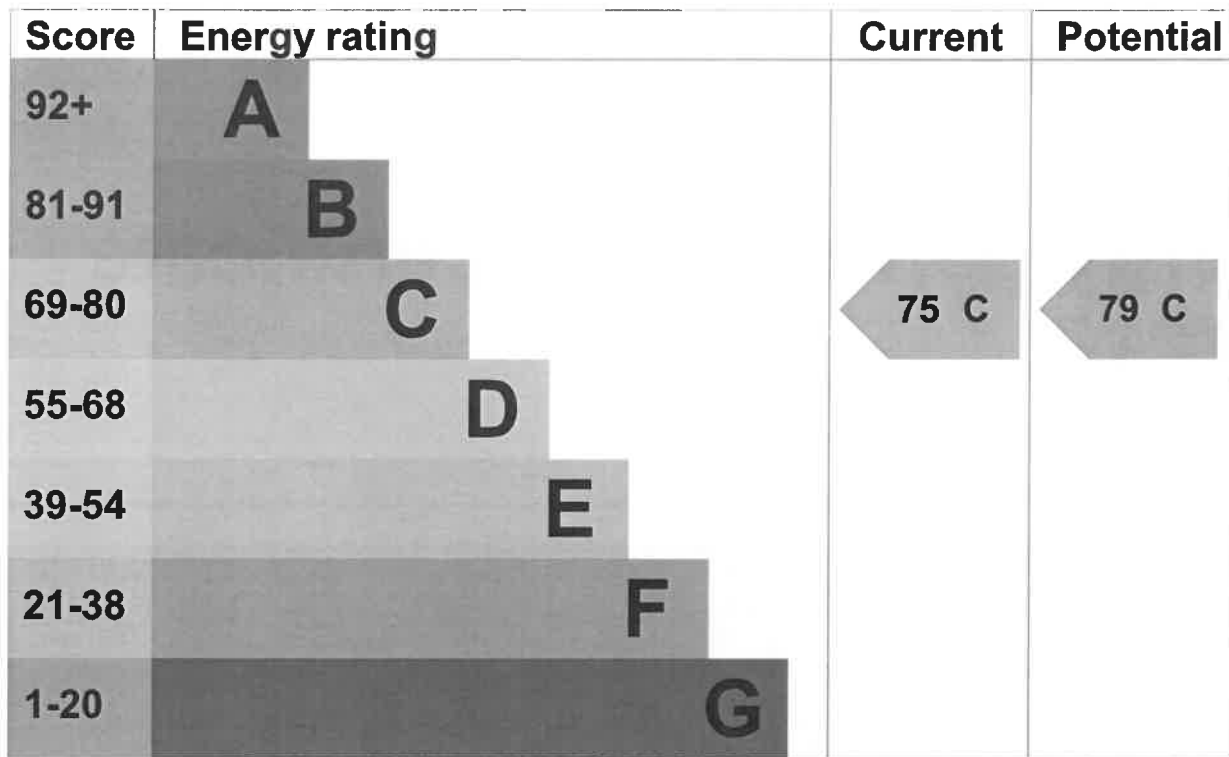 Score Energy rating Current Potential
92+ A
81-91 B
69-80 C 75 C 79 C
55-68 D
39-54 E
21-38 F
1-20 G